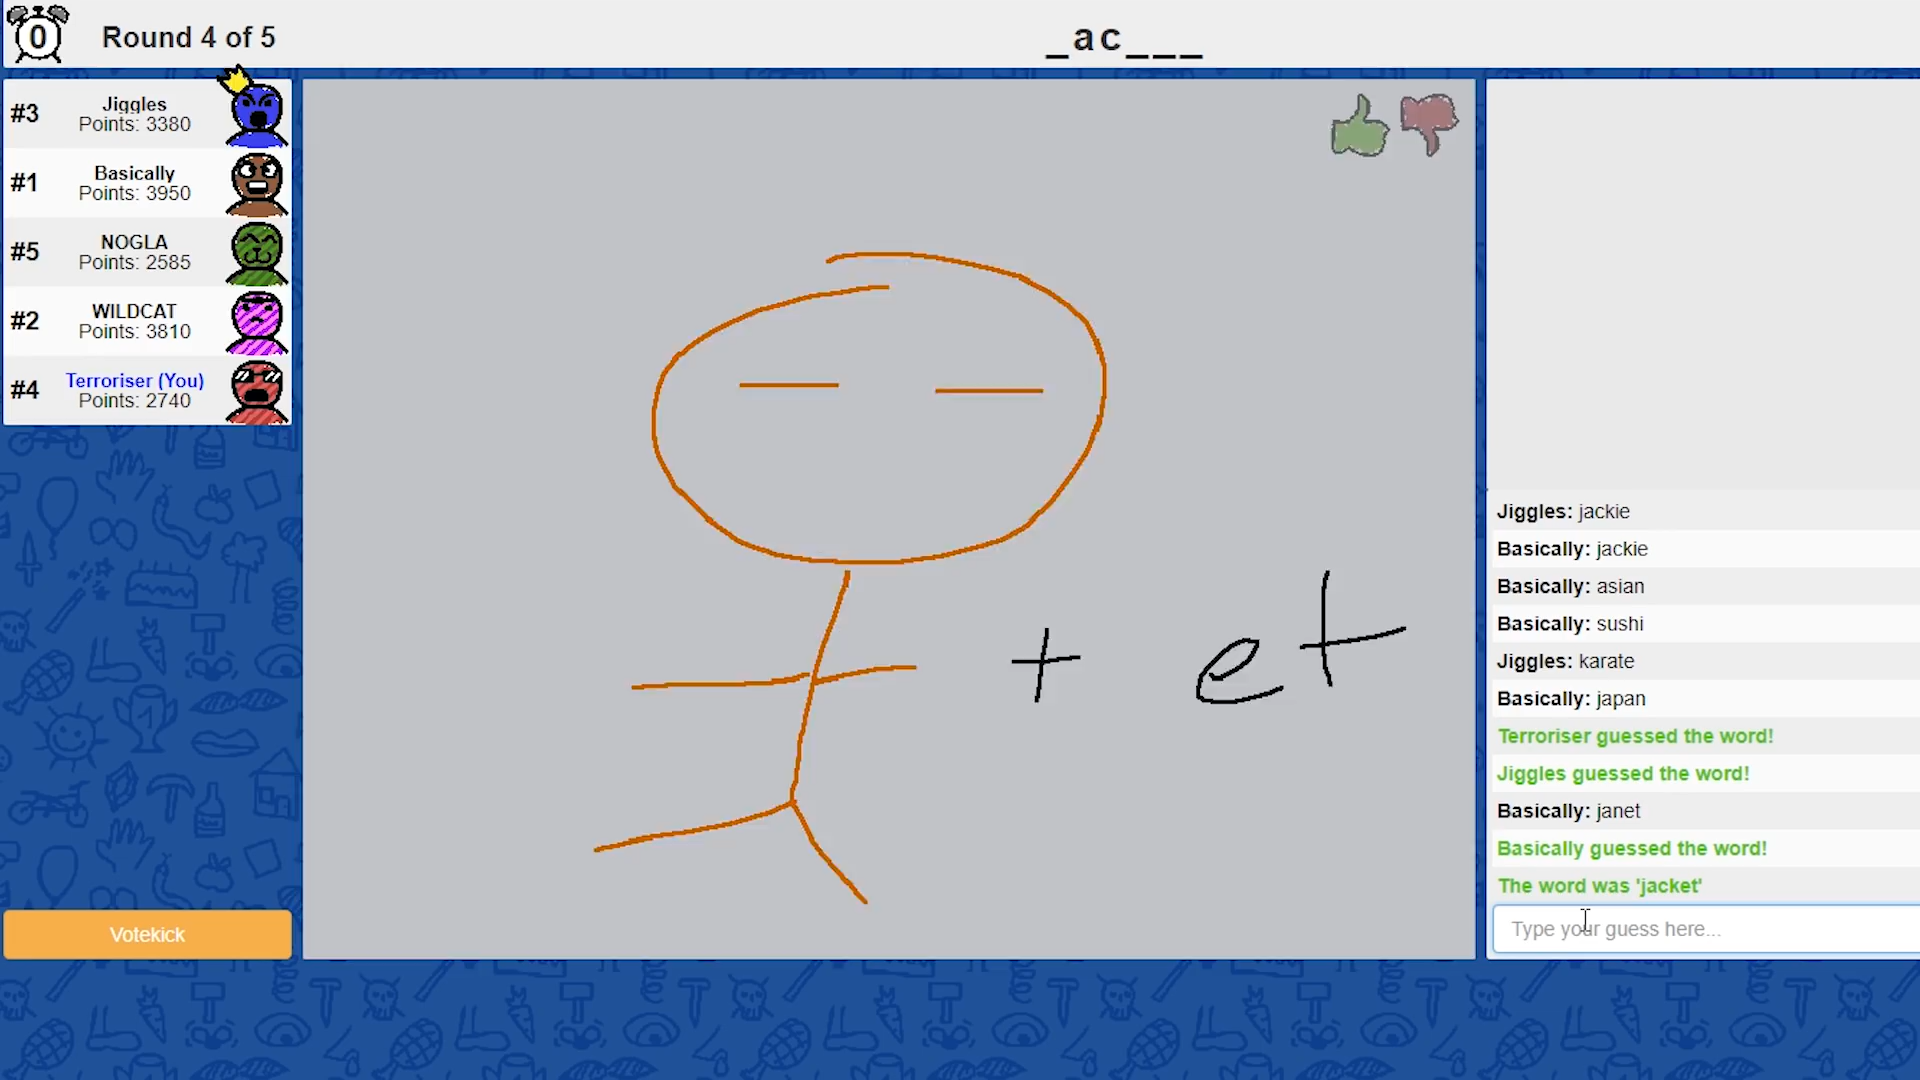 0
Round 4 of 5
_ac___
#3
Jiggles
Points: 3380
#1
Basically
Points: 3950
#5
NOGLA
Points: 2585
#2
WILDCAT
Points: 3810
#4
Terroriser (You)
Points: 2740
Votekick
+ et
Jiggles: jackie
Basically: jackie
Basically: asian
Basically: sushi
Jiggles: karate
Basically: japan
Terroriser guessed the word!
Jiggles guessed the word!
Basically: janet
Basically guessed the word!
The word was 'jacket'
Type your guess here...